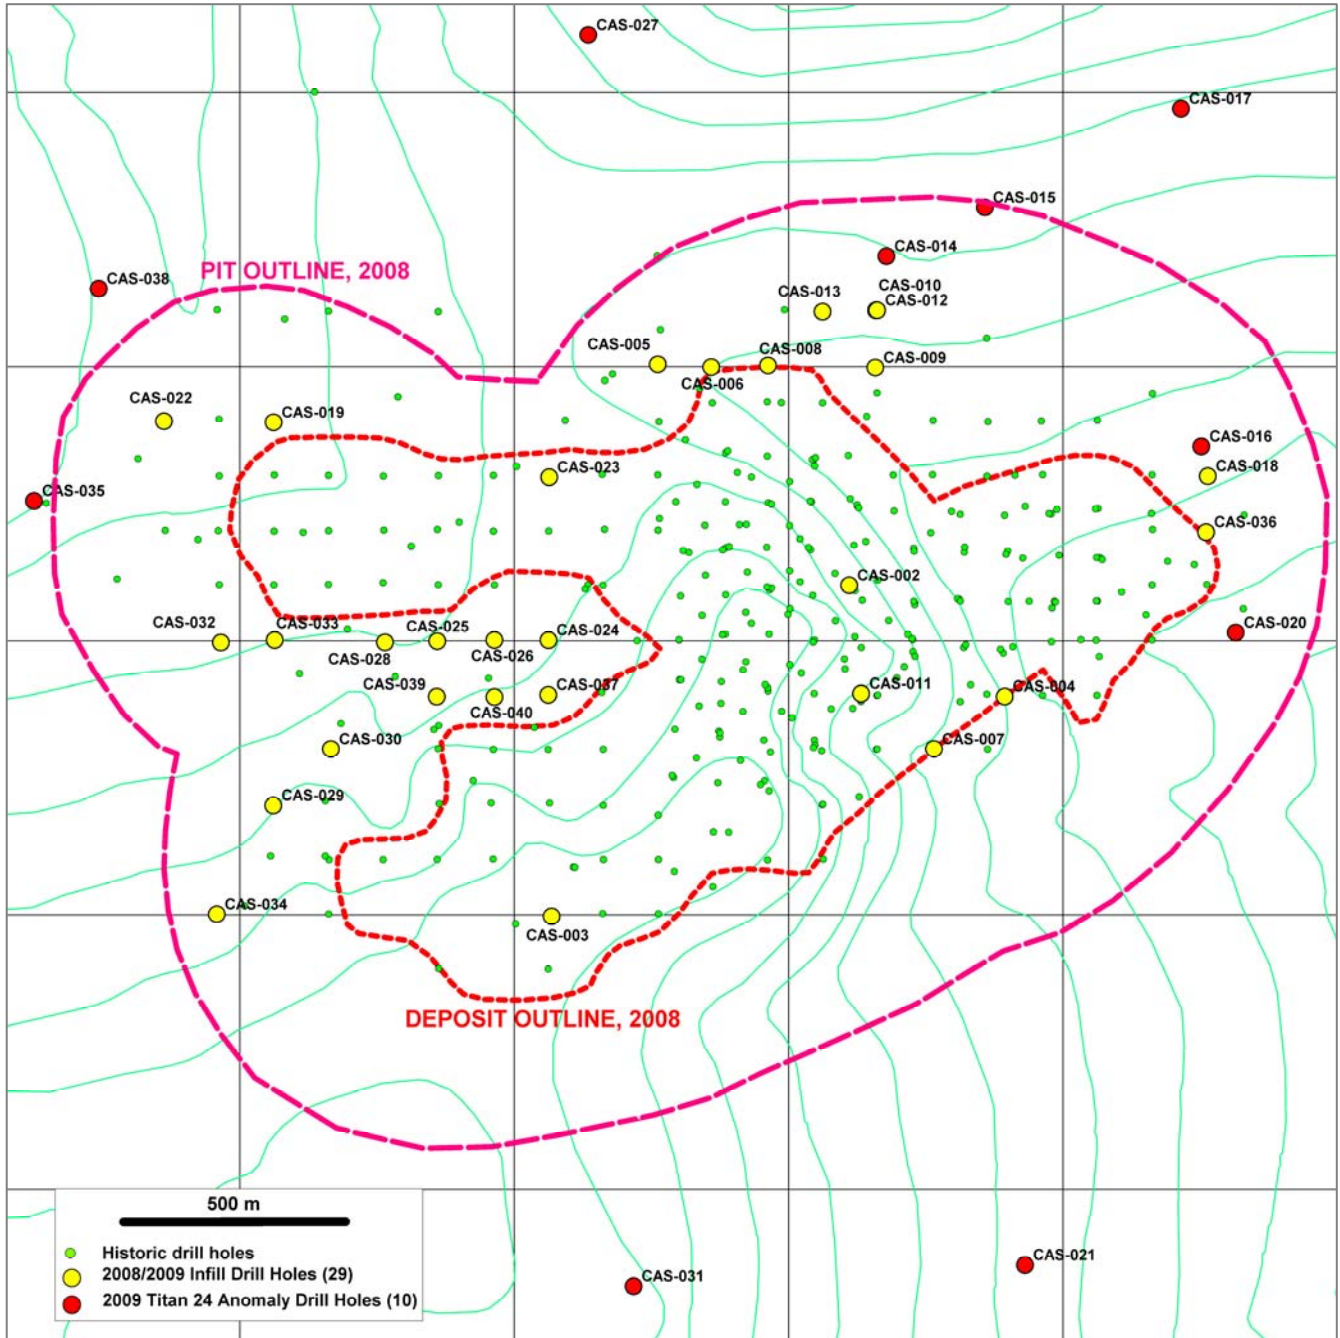 CAS-027
CAS-017
CAS-015
CAS-014
CAS-038
PIT OUTLINE, 2008
CAS-010
CAS-013
CAS-012
CAS-005
CAS-008
CAS-009
CAS-006
CAS-022
CAS-019
CAS-016
CAS-023
CAS-018
CAS-035
CAS-036
CAS-002
CAS-032
CAS-033
CAS-025
CAS-024
CAS-020
CAS-028
CAS-026
CAS-039
CAS-037
CAS-011
CAS-004
CAS-040
CAS-030
CAS-007
CAS-029
CAS-034
CAS-003
DEPOSIT OUTLINE, 2008
500 m
Historic drill holes
2008/2009 Infill Drill Holes (29)
2009 Titan 24 Anomaly Drill Holes (10)
CAS-021
CAS-031